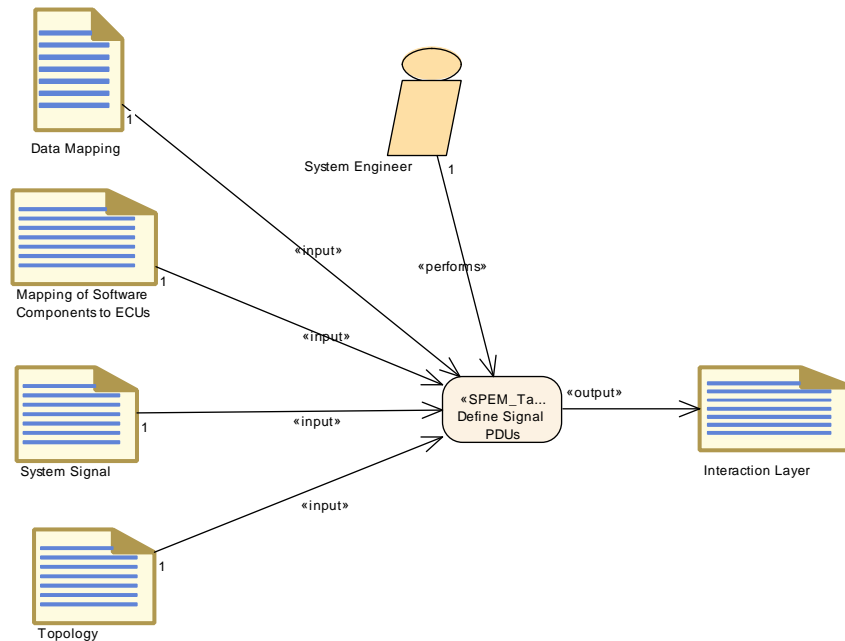 1
Data Mapping
System Engineer
1
«input»
«performs»
1
Mapping of Software
Components to ECUs
«input»
«SPEM_Ta...
Define Signal
PDUs
«output»
1
«input»
System Signal
Interaction Layer
«input»
1
Topology